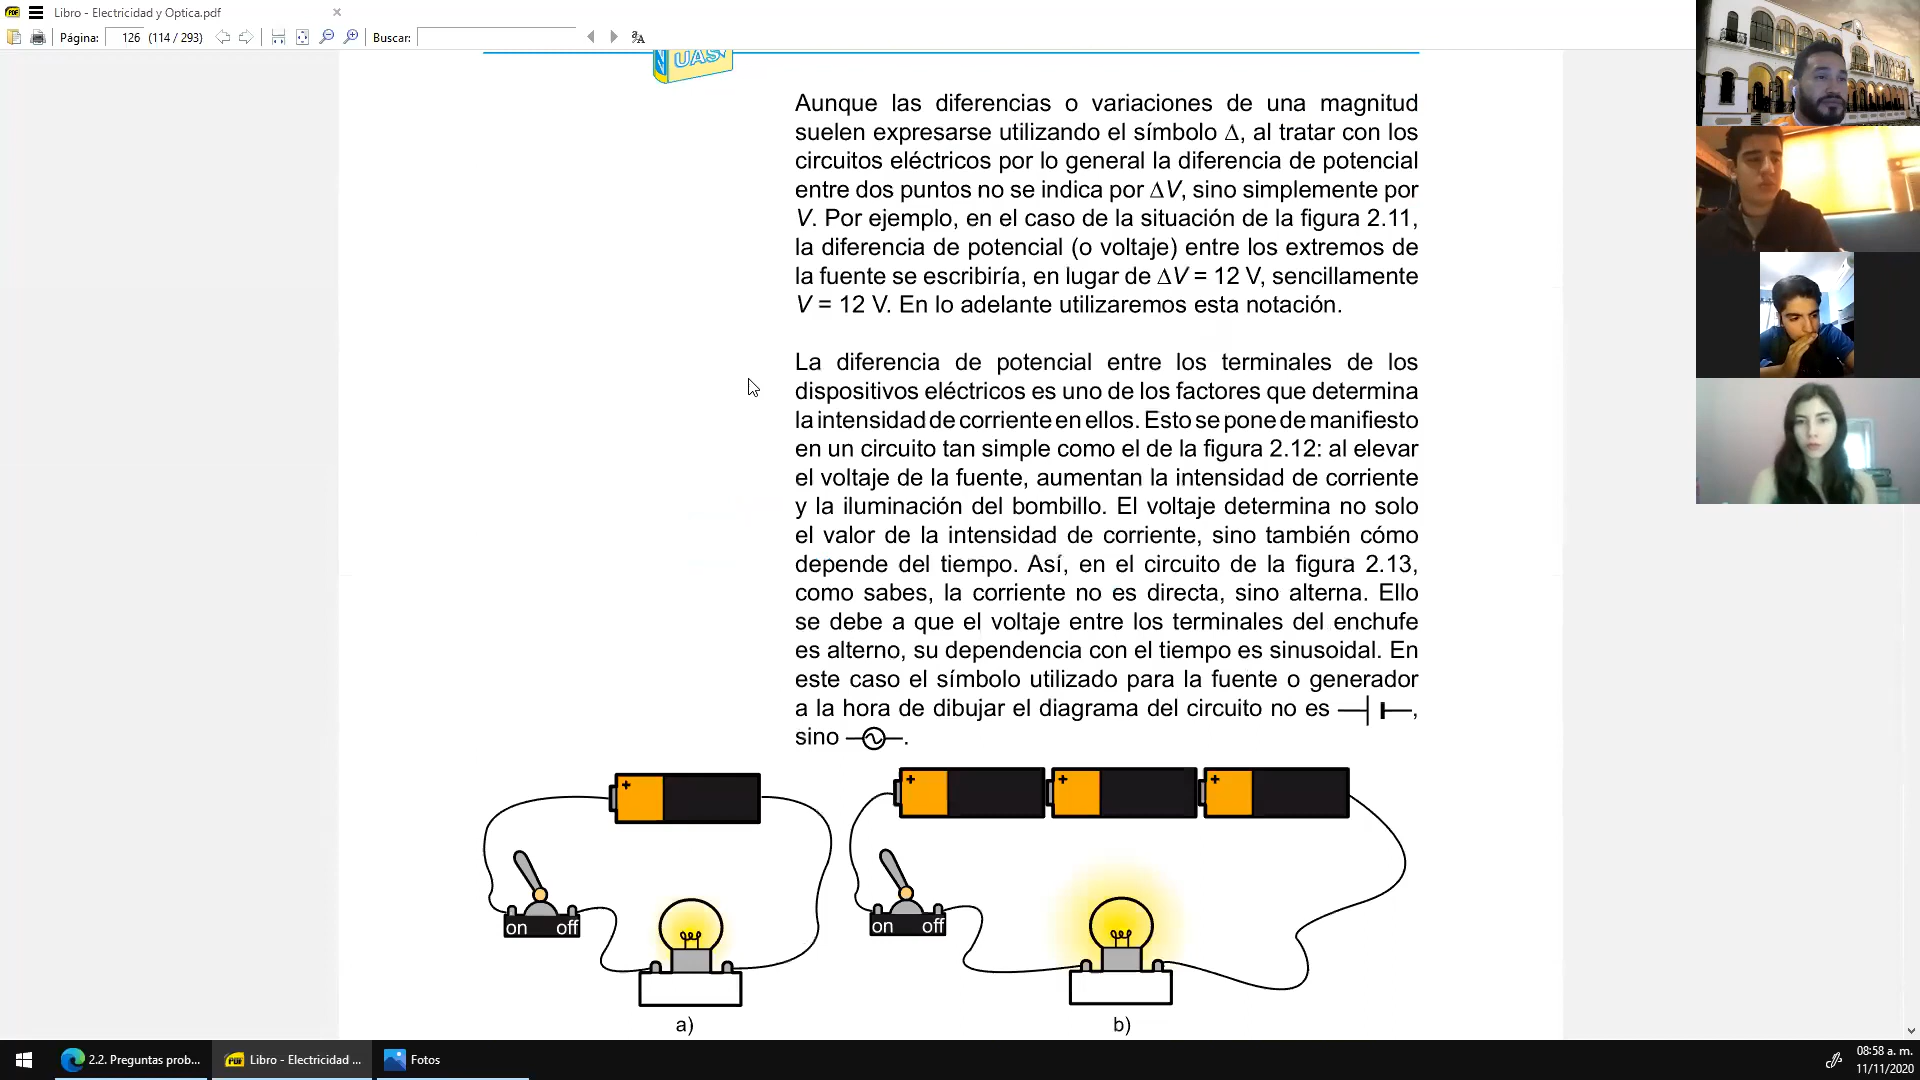 Libro - Electricidad y Optica.pdf
Página: 126 (114 / 293) Buscar:
UAS
Aunque las diferencias o variaciones de una magnitud
suelen expresarse utilizando el símbolo Δ, al tratar con los
circuitos eléctricos por lo general la diferencia de potencial
entre dos puntos no se indica por ΔV, sino simplemente por
V. Por ejemplo, en el caso de la situación de la figura 2.11,
la diferencia de potencial (o voltaje) entre los extremos de
la fuente se escribiría, en lugar de ΔV = 12 V, sencillamente
V = 12 V. En lo adelante utilizaremos esta notación.
La diferencia de potencial entre los terminales de los
dispositivos eléctricos es uno de los factores que determina
la intensidad de corriente en ellos. Esto se pone de manifiesto
en un circuito tan simple como el de la figura 2.12: al elevar
el voltaje de la fuente, aumentan la intensidad de corriente
y la iluminación del bombillo. El voltaje determina no solo
el valor de la intensidad de corriente, sino también cómo
depende del tiempo. Así, en el circuito de la figura 2.13,
como sabes, la corriente no es directa, sino alterna. Ello
se debe a que el voltaje entre los terminales del enchufe
es alterno, su dependencia con el tiempo es sinusoidal. En
este caso el símbolo utilizado para la fuente o generador
a la hora de dibujar el diagrama del circuito no es ,
sino .
+ + + +
on off on off
a) b)
2.2. Preguntas prob... Libro - Electricidad ... Fotos
08:58 a. m.
11/11/2020